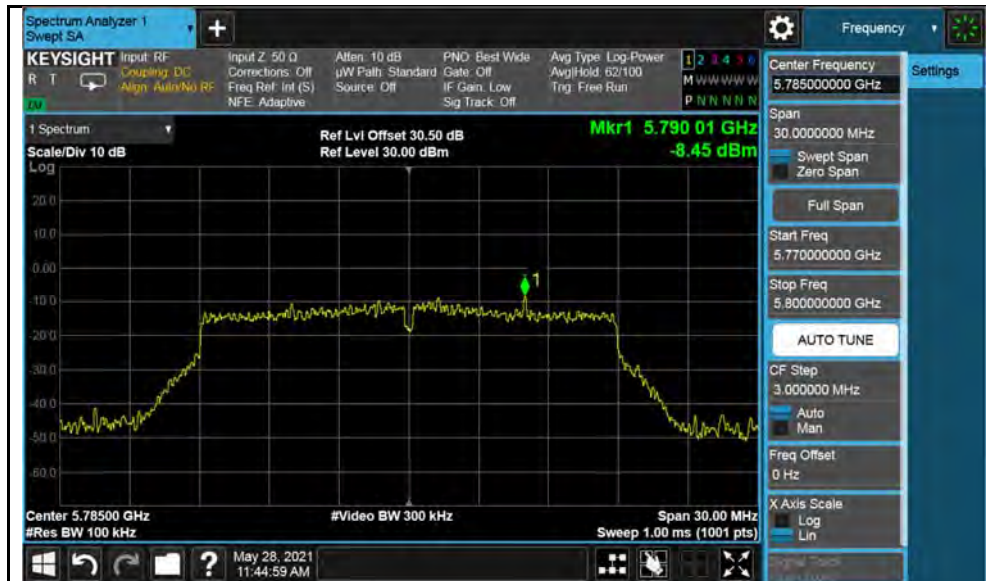 Spectrum Analyzer 1
Swept SA
+
Frequency
KEYSIGHT
R T
Input: RF
Coupling: DC
Align: Auto/No RF
Input Z: 50 Ω
Corrections: Off
Freq Ref: Int (S)
NFE: Adaptive
Atten: 10 dB
µW Path: Standard
Source: Off
PNO: Best Wide
Gate: Off
IF Gain: Low
Sig Track: Off
Avg Type: Log-Power
Avg|Hold: 62/100
Trig: Free Run
1 2 3 4 5 6
M W W W W W
P N N N N N
Center Frequency
5.785000000 GHz
Settings
Span
30.0000000 MHz
Swept Span
Zero Span
Full Span
Start Freq
5.770000000 GHz
Stop Freq
5.800000000 GHz
AUTO TUNE
CF Step
3.000000 MHz
Auto
Man
Freq Offset
0 Hz
X Axis Scale
Log
Lin
Signal Track
1 Spectrum
Scale/Div 10 dB
Ref Lvl Offset 30.50 dB
Ref Level 30.00 dBm
Mkr1 5.790 01 GHz
-8.45 dBm
Log
20.0
10.0
0.00
-10.0
-20.0
-30.0
-40.0
-50.0
-60.0
1
Center 5.78500 GHz
#Res BW 100 kHz
#Video BW 300 kHz
Span 30.00 MHz
Sweep 1.00 ms (1001 pts)
?
May 28, 2021
11:44:59 AM